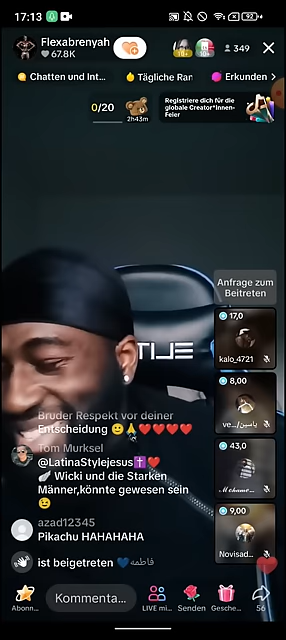 17:13
92
Flexabrenyah
67.8K
349
Chatten und Int...
Tägliche Ran
Erkunden >
0/20
2h43m
Registriere dich für die
globale Creator*innen-
Feier
Anfrage zum
Beitreten
17,0
kalo_4721
8,00
43,0
9,00
Novisad...
Bruder Respekt vor deiner
Entscheidung 🙂🙏❤️❤️❤️❤️
Tom Murksel
@LatinaStylejesus✝️❤️
Wicki und die Starken
Männer,könnte gewesen sein
😉
azad12345
Pikachu HAHAHAHA
ist beigetreten 💙فاطمه
Abonn...
Kommenta...
LIVE mi...
Senden
Gesche...
56